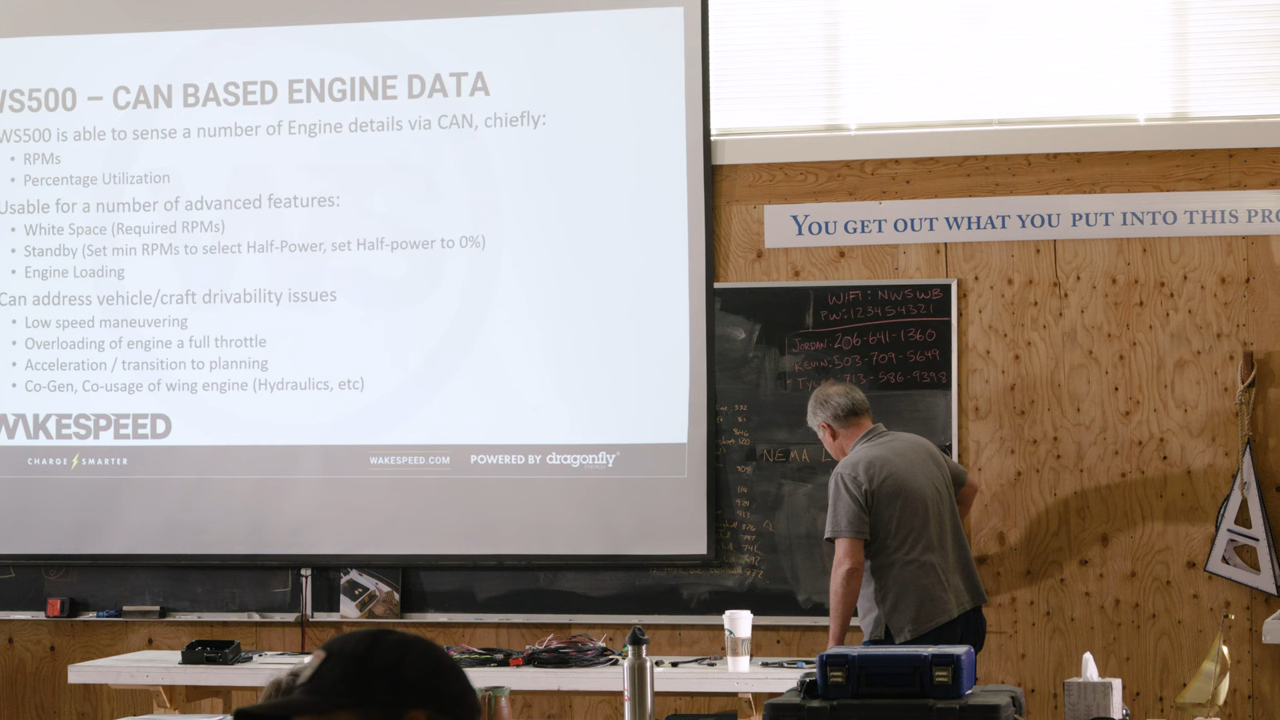 WS500 – CAN BASED ENGINE DATA
WS500 is able to sense a number of Engine details via CAN, chiefly:
• RPMs
• Percentage Utilization
Usable for a number of advanced features:
• White Space (Required RPMs)
• Standby (Set min RPMs to select Half-Power, set Half-power to 0%)
• Engine Loading
Can address vehicle/craft drivability issues
• Low speed maneuvering
• Overloading of engine a full throttle
• Acceleration / transition to planning
• Co-Gen, Co-usage of wing engine (Hydraulics, etc)
WAKESPEED
CHARGE SMARTER
WAKESPEED.COM
POWERED BY dragonfly
YOU GET OUT WHAT YOU PUT INTO THIS PRO
WIFI: NWSWB
PW: 123454321
JORDAN: 206-641-1360
KEVIN: 503-709-5649
713-586-9398
NEMA